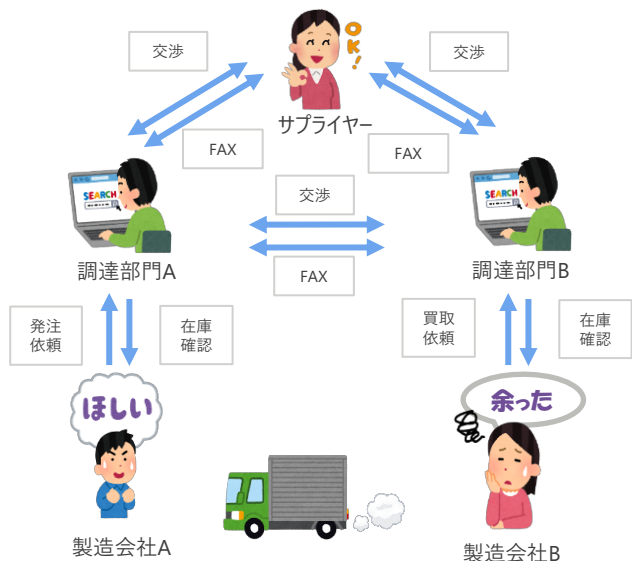 交渉
OK!
交渉
サプライヤー
FAX
FAX
SEARCH
交渉
SEARCH
FAX
調達部門A
調達部門B
発注
依頼
在庫
確認
買取
依頼
在庫
確認
ほしい
余った
製造会社A
製造会社B